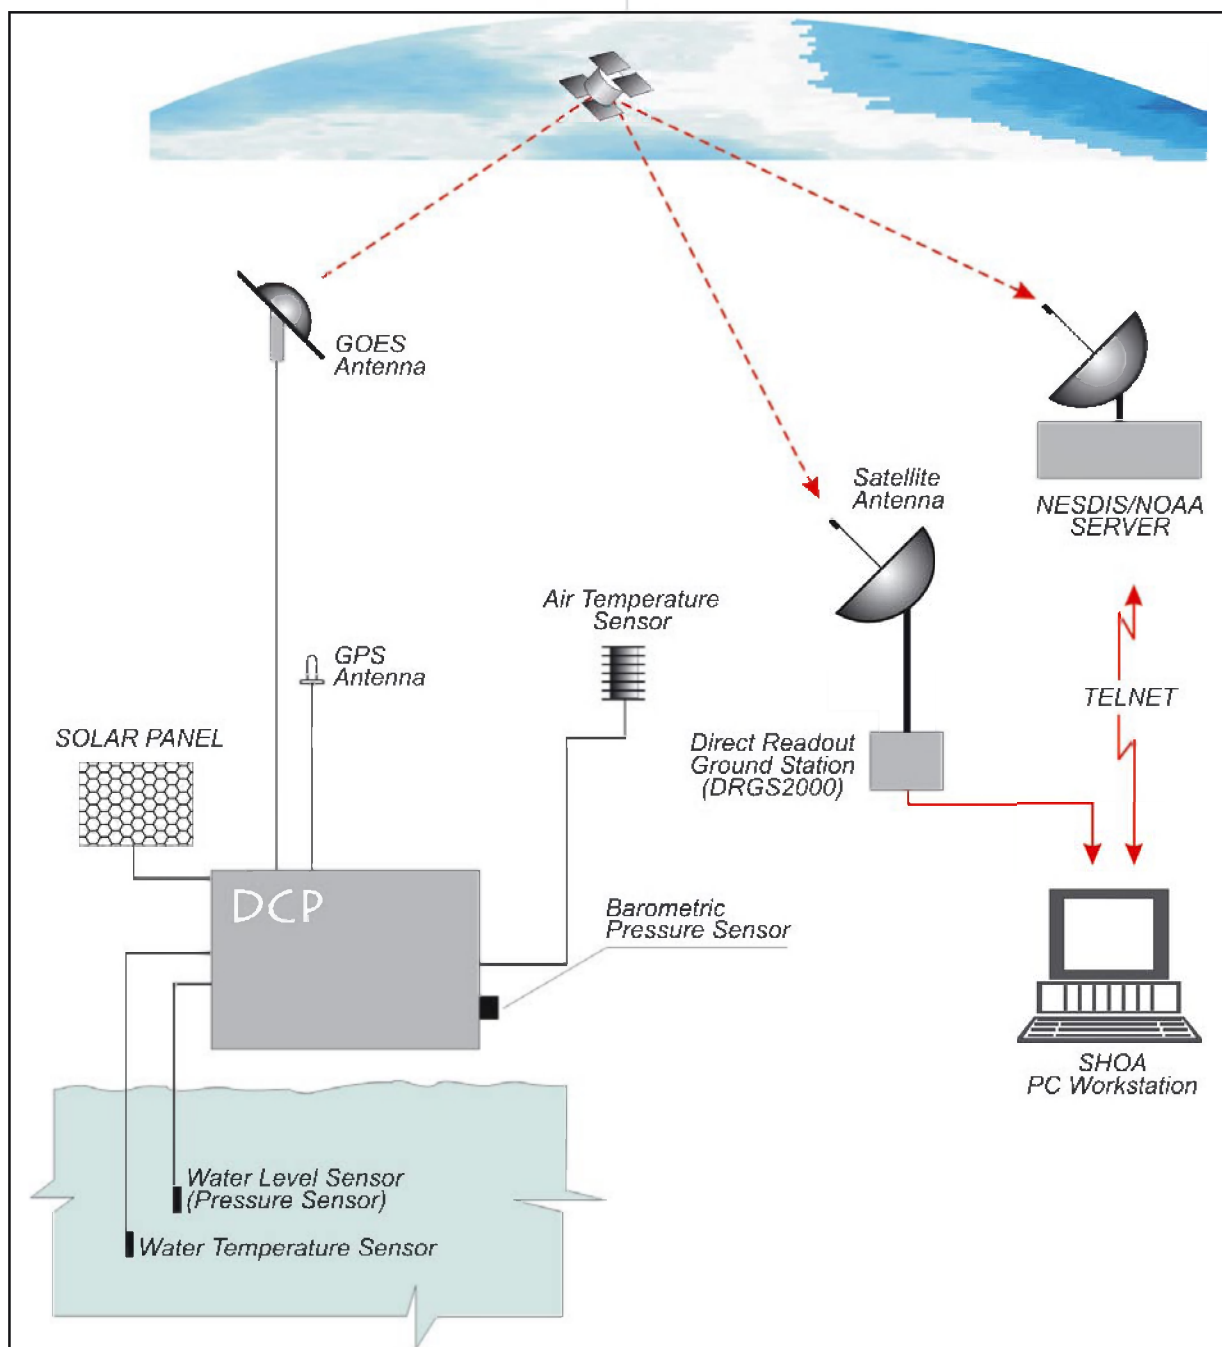 GOES
Antenna
Satellite
Antenna
NESDIS/NOAA
SERVER
Air Temperature
Sensor
GPS
Antenna
TELNET
SOLAR PANEL
Direct Readout
Ground Station
(DRGS2000)
DCP
Barometric
Pressure Sensor
SHOA
PC Workstation
Water Level Sensor
(Pressure Sensor)
Water Temperature Sensor